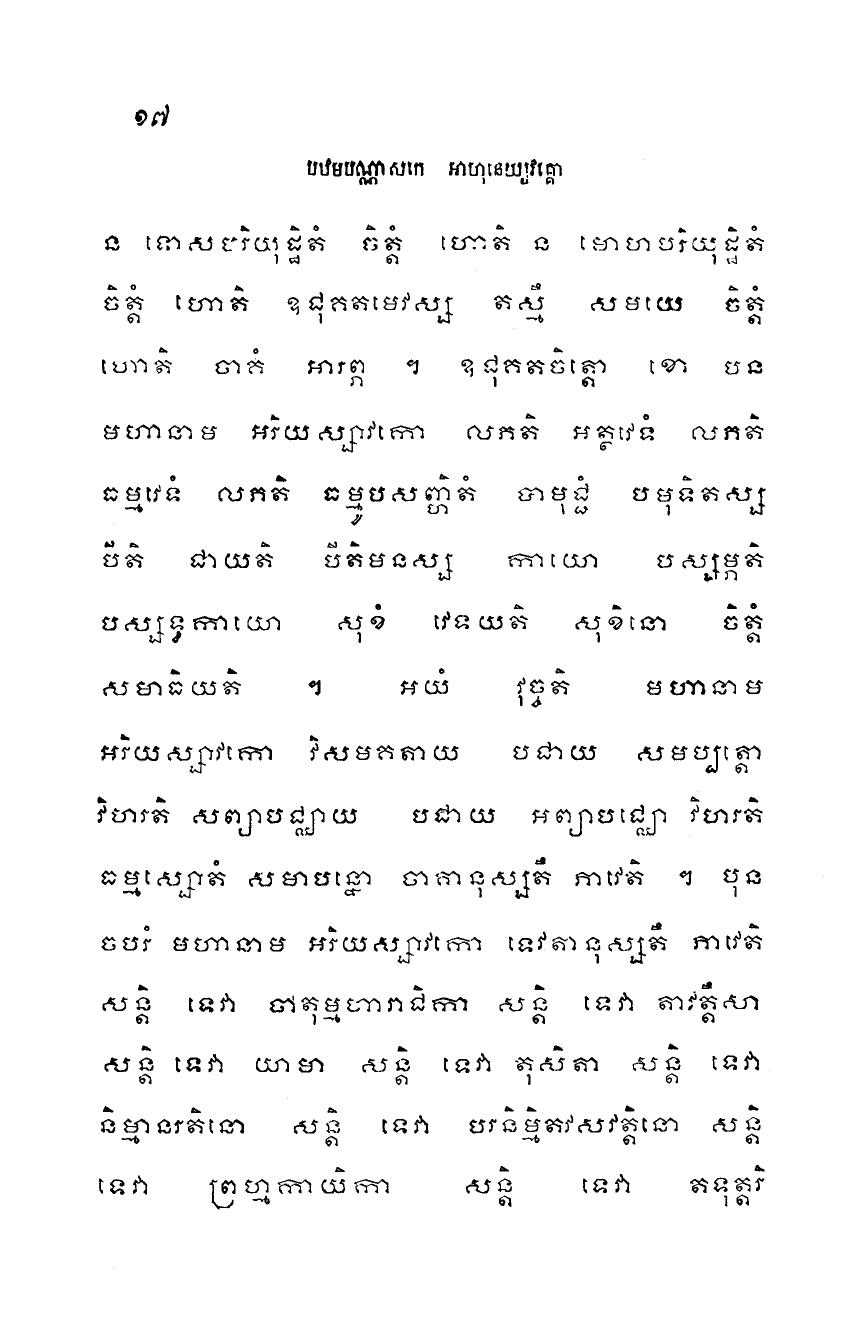 ១៧
បឋមបណ្ណាសកេ អាហុនេយ្យវគ្គោ
ន ទោសបរិយុដ្ឋិតំ ចិត្តំ ហោតិ ន មោហបរិយុដ្ឋិតំ
ចិត្តំ ហោតិ ឧជុគតមេវស្ស តស្មឹ សមយេ ចិត្តំ
ហោតិ ចាគំ អារព្ភ ។ ឧជុគតចិត្តោ ខោ បន
មហានាម អរិយស្សាវកោ លភតិ អត្ថវេទំ លភតិ
ធម្មវេទំ លភតិ ធម្មូបសញ្ហិតំ បាមុជ្ជំ បមុទិតស្ស
បីតិ ជាយតិ បីតិមនស្ស កាយោ បស្សម្ភតិ
បស្សទ្ធកាយោ សុខំ វេទយតិ សុខិនោ ចិត្តំ
សមាធិយតិ ។ អយំ វុច្ចតិ មហានាម
អរិយស្សាវកោ វិសមគតាយ បជាយ សមប្បត្តោ
វិហរតិ សព្យាបជ្ឈាយ បជាយ អព្យាបជ្ឈោ វិហរតិ
ធម្មស្សោតំ សមាបន្នោ ចាគានុស្សតឹ ភាវេតិ ។ បុន
ចបរំ មហានាម អរិយស្សាវកោ ទេវតានុស្សតឹ ភាវេតិ
សន្តិ ទេវា ចាតុម្មហារាជិកា សន្តិ ទេវា តាវត្តឹសា
សន្តិ ទេវា យាមា សន្តិ ទេវា តុសិតា សន្តិ ទេវា
និម្មានរតិនោ សន្តិ ទេវា បរនិម្មិតវសវត្តិនោ សន្តិ
ទេវា ព្រហ្មកាយិកា សន្តិ ទេវា តទុត្តរិ